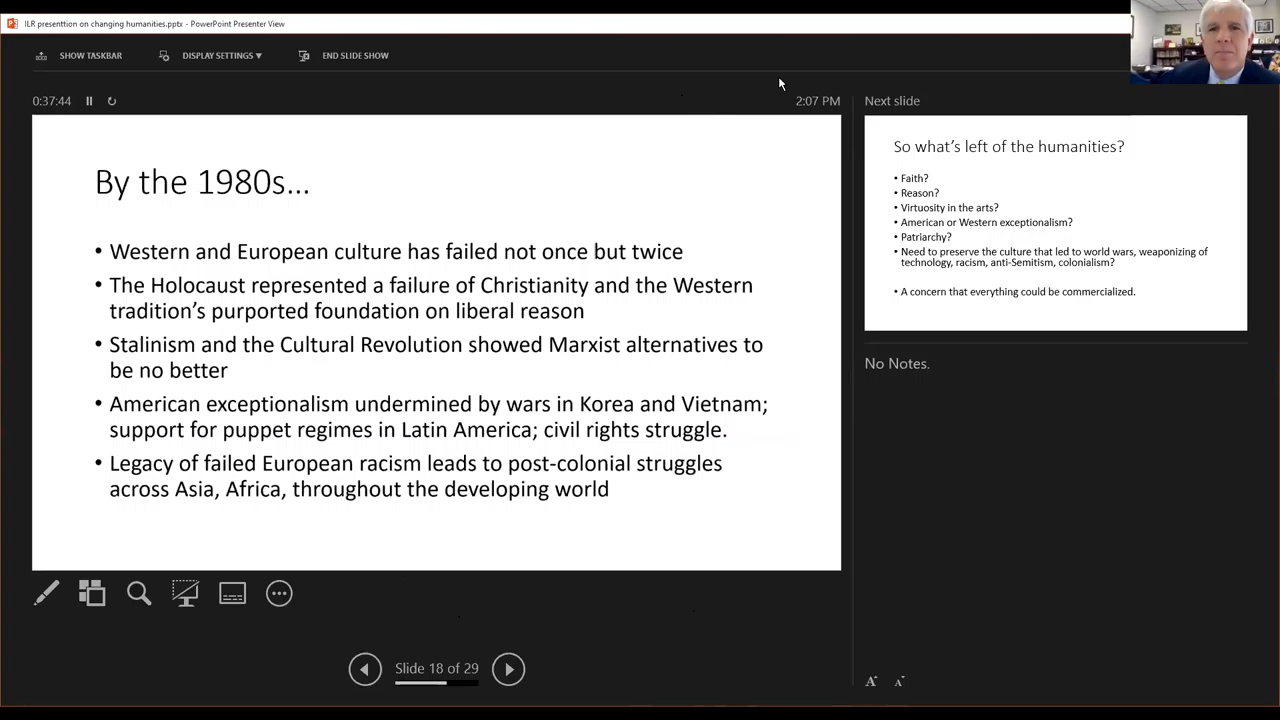 ILR presenttion on changing humanities.pptx - PowerPoint Presenter View
SHOW TASKBAR
DISPLAY SETTINGS ▾
END SLIDE SHOW
0:37:44
2:07 PM
By the 1980s...
• Western and European culture has failed not once but twice
• The Holocaust represented a failure of Christianity and the Western
tradition's purported foundation on liberal reason
• Stalinism and the Cultural Revolution showed Marxist alternatives to
be no better
• American exceptionalism undermined by wars in Korea and Vietnam;
support for puppet regimes in Latin America; civil rights struggle.
• Legacy of failed European racism leads to post-colonial struggles
across Asia, Africa, throughout the developing world
Slide 18 of 29
Next slide
So what's left of the humanities?
• Faith?
• Reason?
• Virtuosity in the arts?
• American or Western exceptionalism?
• Patriarchy?
• Need to preserve the culture that led to world wars, weaponizing of
technology, racism, anti-Semitism, colonialism?
• A concern that everything could be commercialized.
No Notes.
A A